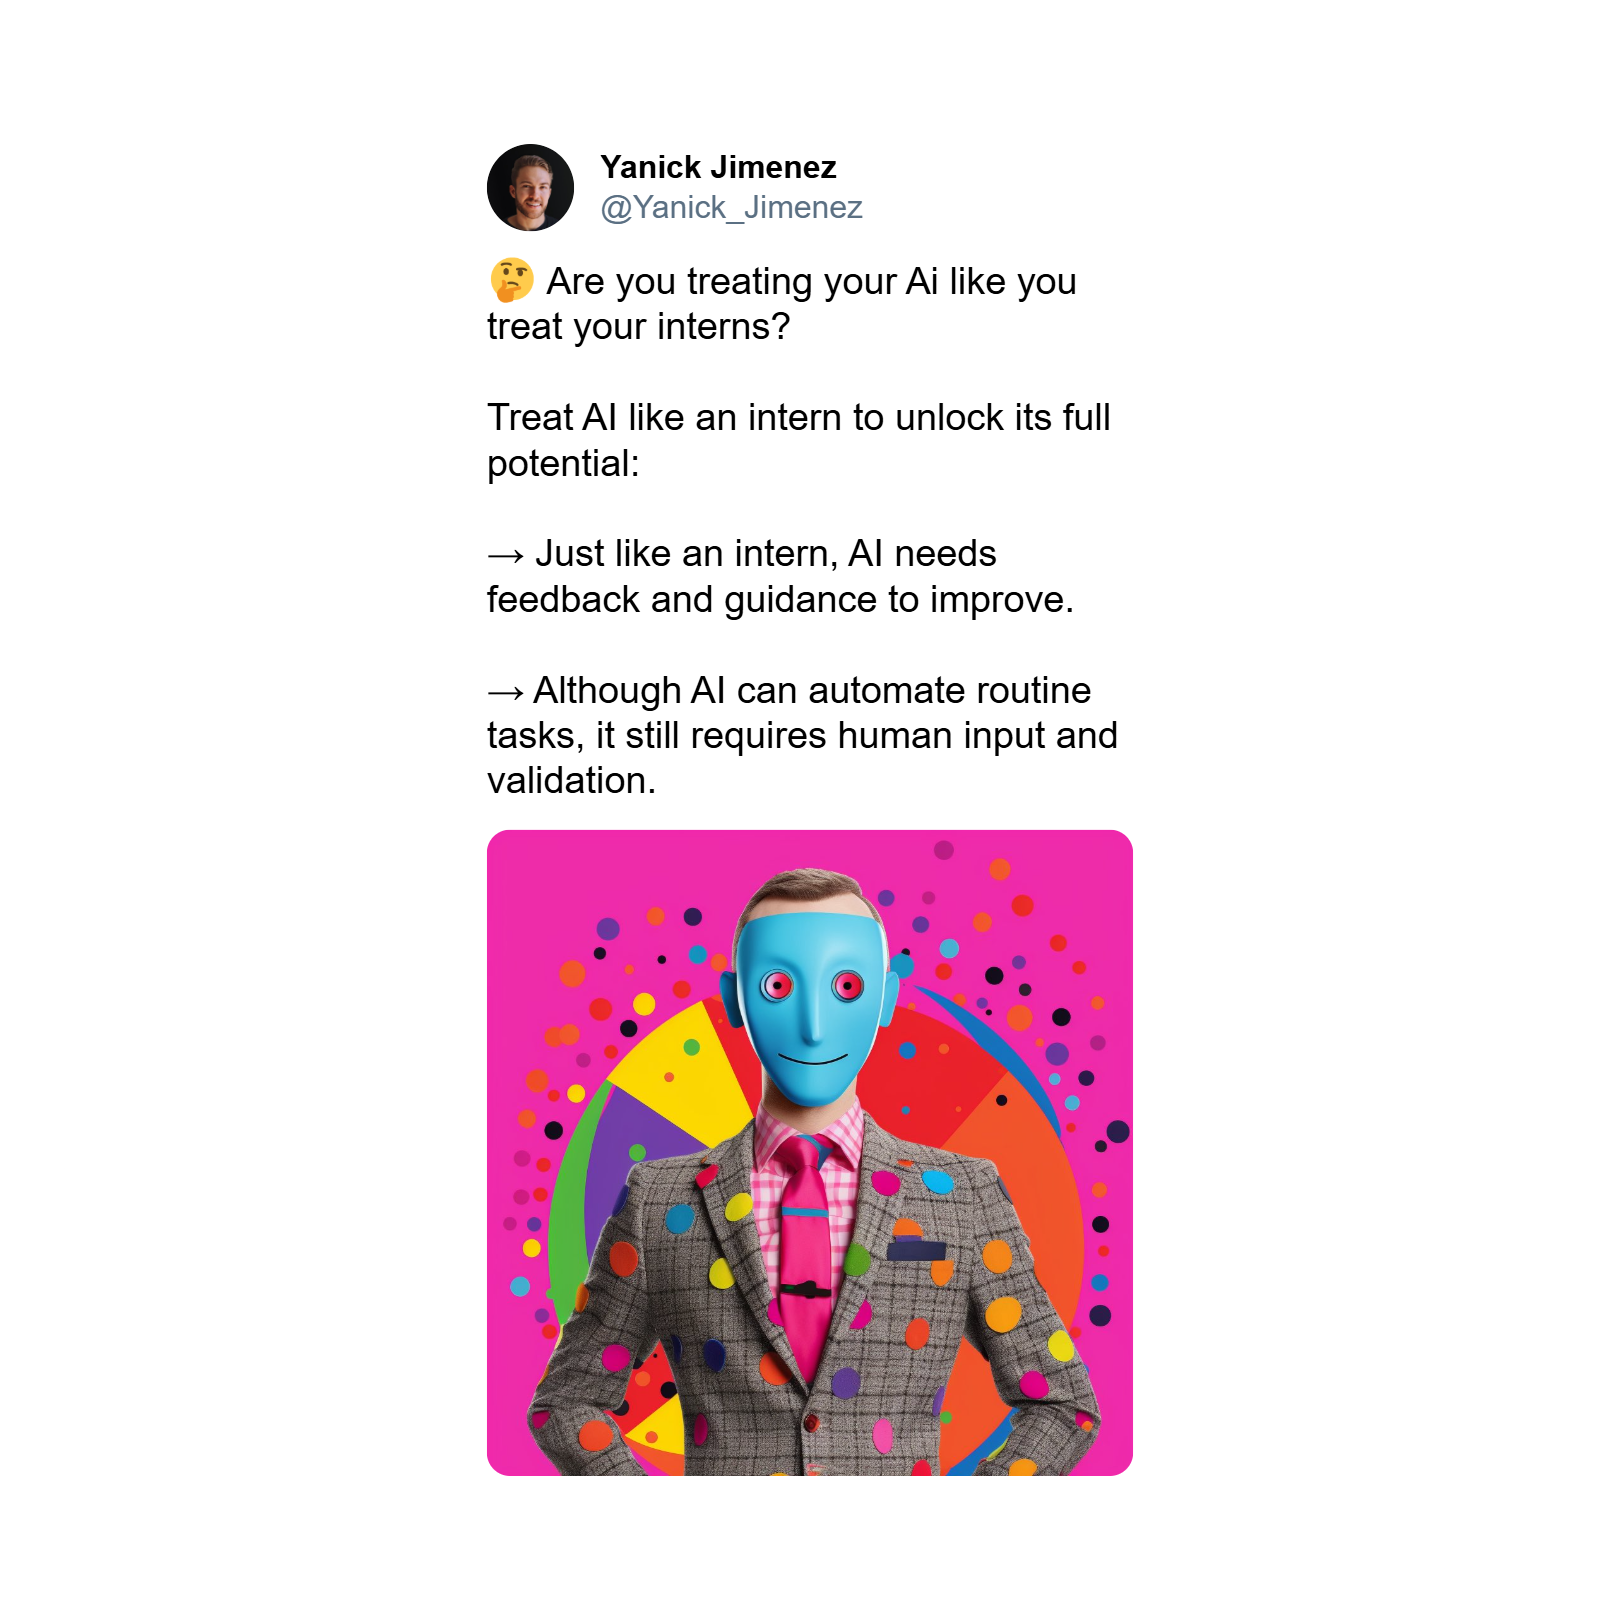 Yanick Jimenez
@Yanick_Jimenez
🤔 Are you treating your Ai like you
treat your interns?
Treat AI like an intern to unlock its full
potential:
→ Just like an intern, AI needs
feedback and guidance to improve.
→ Although AI can automate routine
tasks, it still requires human input and
validation.